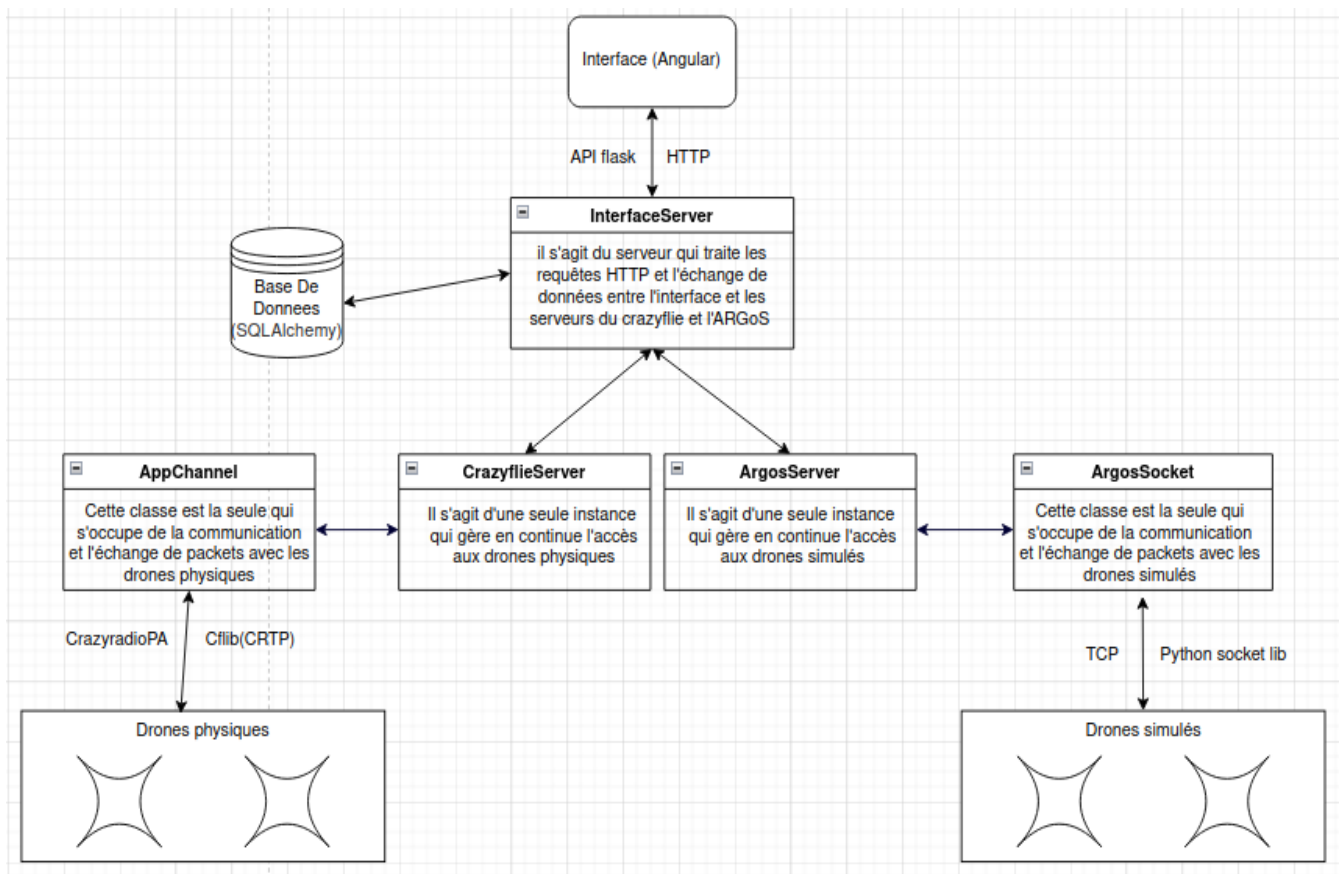 Interface (Angular)
API flask
HTTP
InterfaceServer
il s'agit du serveur qui traite les
requêtes HTTP et l'échange de
données entre l'interface et les
serveurs du crazyflie et l'ARGoS
Base De
Donnees
(SQLAlchemy)
AppChannel
Cette classe est la seule qui
s'occupe de la communication
et l'échange de packets avec les
drones physiques
CrazyflieServer
Il s'agit d'une seule instance
qui gère en continue l'accès
aux drones physiques
ArgosServer
Il s'agit d'une seule instance
qui gère en continue l'accès
aux drones simulés
ArgosSocket
Cette classe est la seule qui
s'occupe de la communication
et l'échange de packets avec les
drones simulés
CrazyradioPA
Cflib(CRTP)
TCP
Python socket lib
Drones physiques
Drones simulés